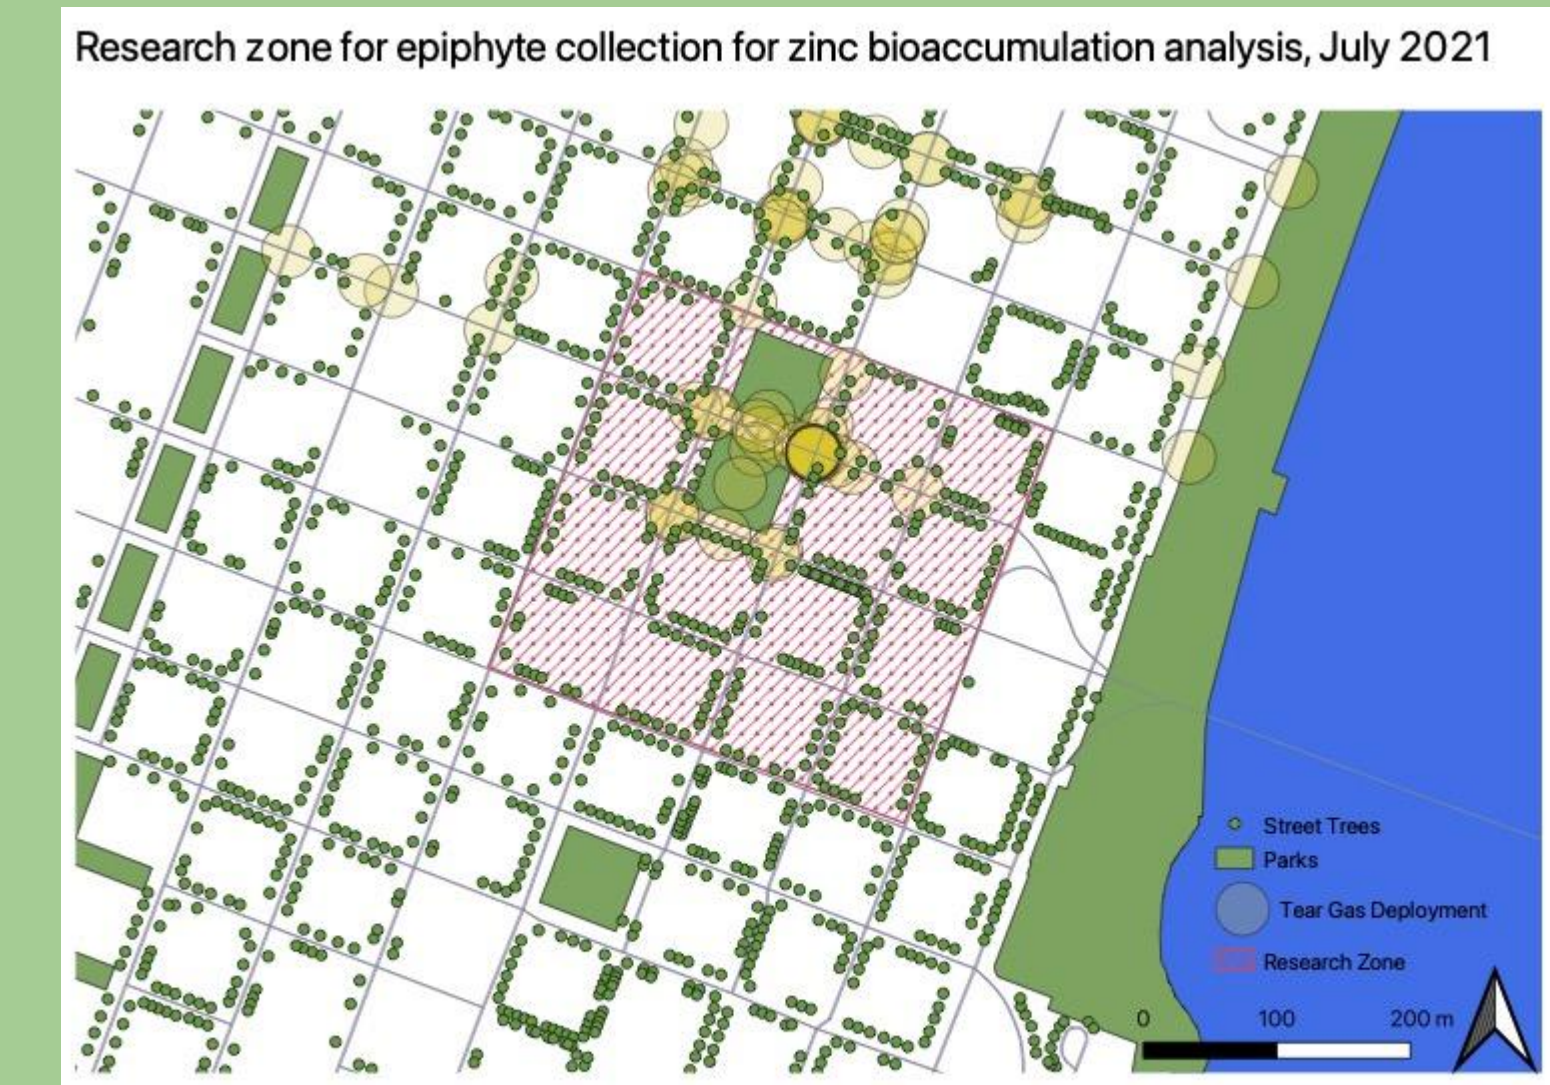 Research zone for epiphyte collection for zinc bioaccumulation analysis, July 2021
Street Trees
Parks
Tear Gas Deployment
Research Zone
0 100 200 m